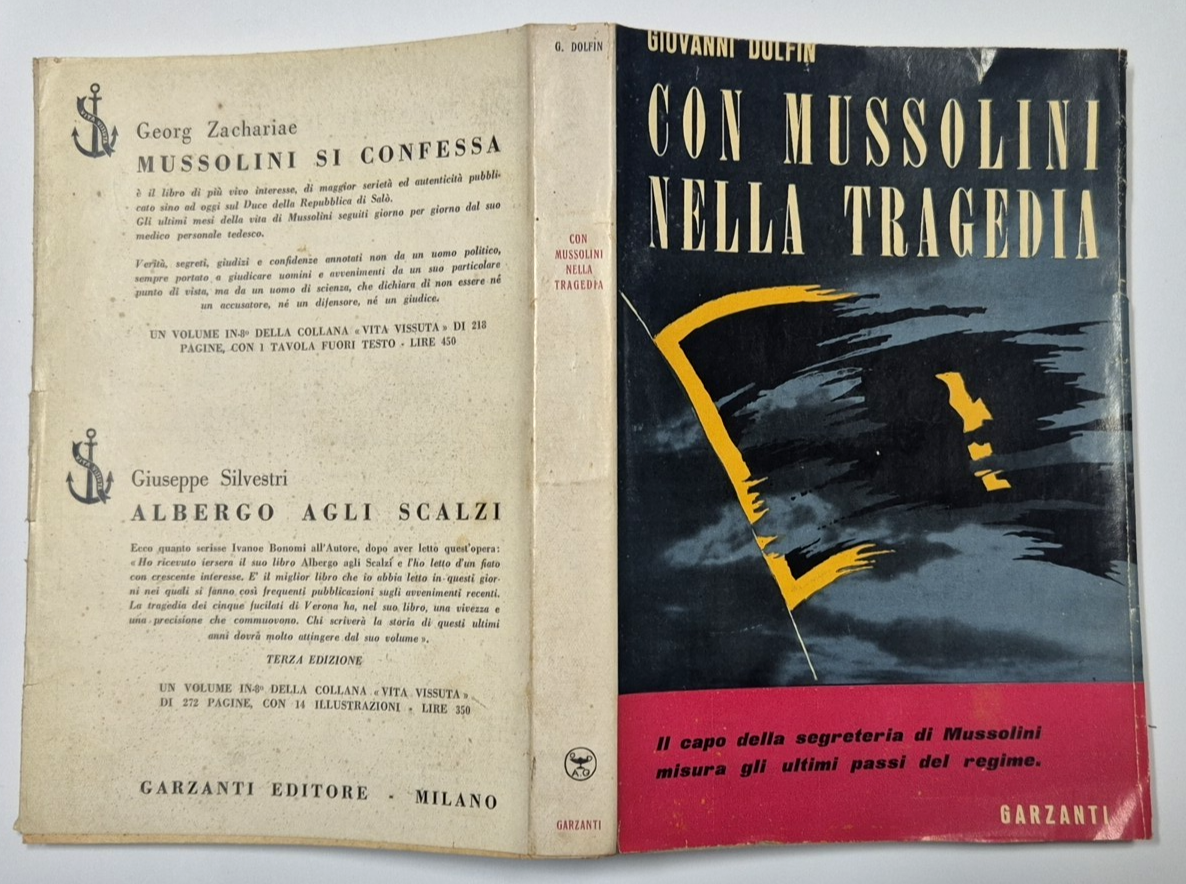 Georg Zachariae
MUSSOLINI SI CONFESSA
è il libro di più vivo interesse, di maggior serietà ed autenticità pubbli-
cato sino ad oggi sul Duce della Repubblica di Salò.
Gli ultimi mesi della vita di Mussolini seguiti giorno per giorno dal suo
medico personale tedesco.
Verità, segreti, giudizi e confidenze annotati non da un uomo politico,
sempre portato a giudicare uomini e avvenimenti da un suo particolare
punto di vista, ma da un uomo di scienza, che dichiara di non essere né
un accusatore, né un difensore, né un giudice.
UN VOLUME IN-8º DELLA COLLANA «VITA VISSUTA» DI 218
PAGINE, CON 1 TAVOLA FUORI TESTO - LIRE 450
Giuseppe Silvestri
ALBERGO AGLI SCALZI
Ecco quanto scrisse Ivanoe Bonomi all'Autore, dopo aver letto quest'opera:
«Ho ricevuto iersera il suo libro Albergo agli Scalzi e l'ho letto d'un fiato
con crescente interesse. E' il miglior libro che io abbia letto in questi gior-
ni nei quali si fanno così frequenti pubblicazioni sugli avvenimenti recenti.
La tragedia dei cinque fucilati di Verona ha, nel suo libro, una vivezza e
una precisione che commuovono. Chi scriverà la storia di questi ultimi
anni dovrà molto attingere dal suo volume».
TERZA EDIZIONE
UN VOLUME IN-8º DELLA COLLANA «VITA VISSUTA»
DI 272 PAGINE, CON 14 ILLUSTRAZIONI - LIRE 350
GARZANTI EDITORE - MILANO
G. DOLFIN
CON
MUSSOLINI
NELLA
TRAGEDIA
A.G
GARZANTI
GIOVANNI DOLFIN
CON MUSSOLINI
NELLA TRAGEDIA
Il capo della segreteria di Mussolini
misura gli ultimi passi del regime.
GARZANTI